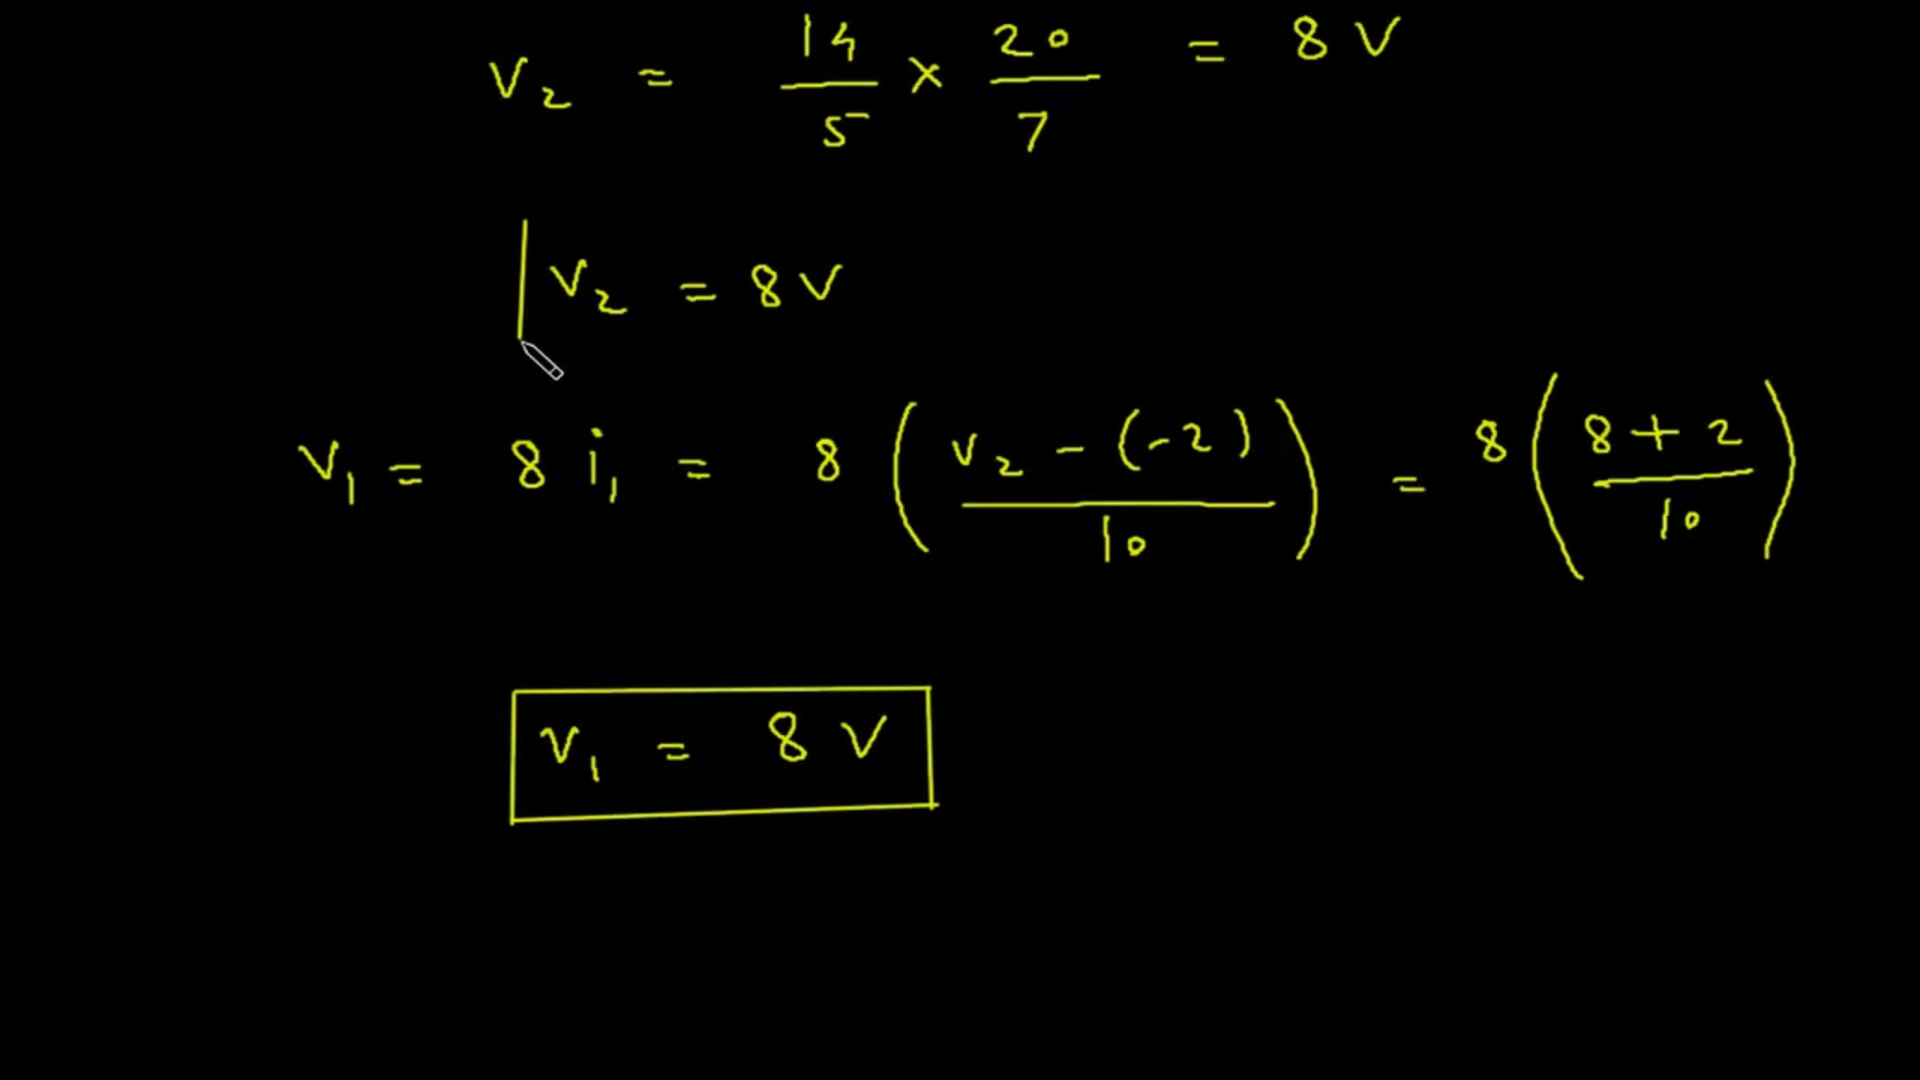 V₂ = 14/5 × 20/7 = 8 V
V₂ = 8 V
V₁ = 8 i₁ = 8 (V₂ - (-2) / 10) = 8 (8 + 2 / 10)
V₁ = 8 V